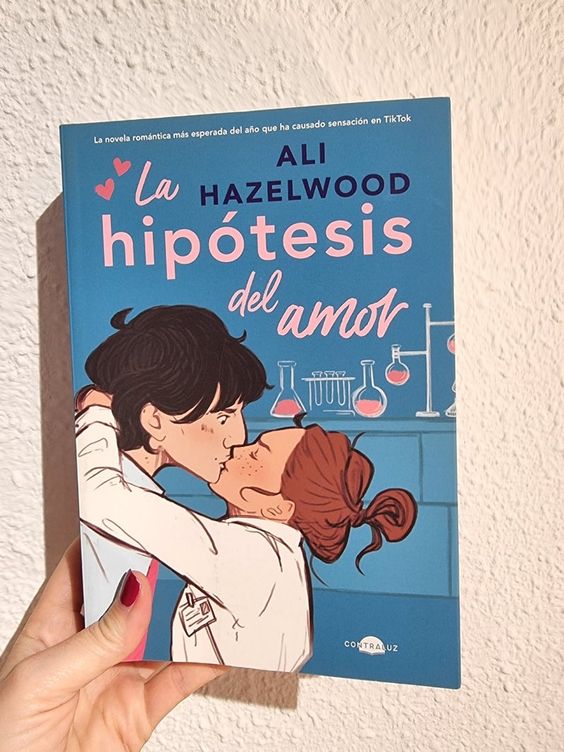 La novela romántica más esperada del año que ha causado sensación en TikTok
ALI
HAZELWOOD
La
hipótesis
del amor
CONTRALUZ